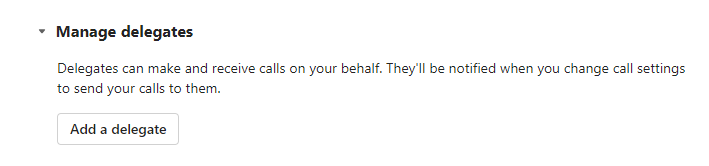 Manage delegates
Delegates can make and receive calls on your behalf. They'll be notified when you change call settings
to send your calls to them.
Add a delegate